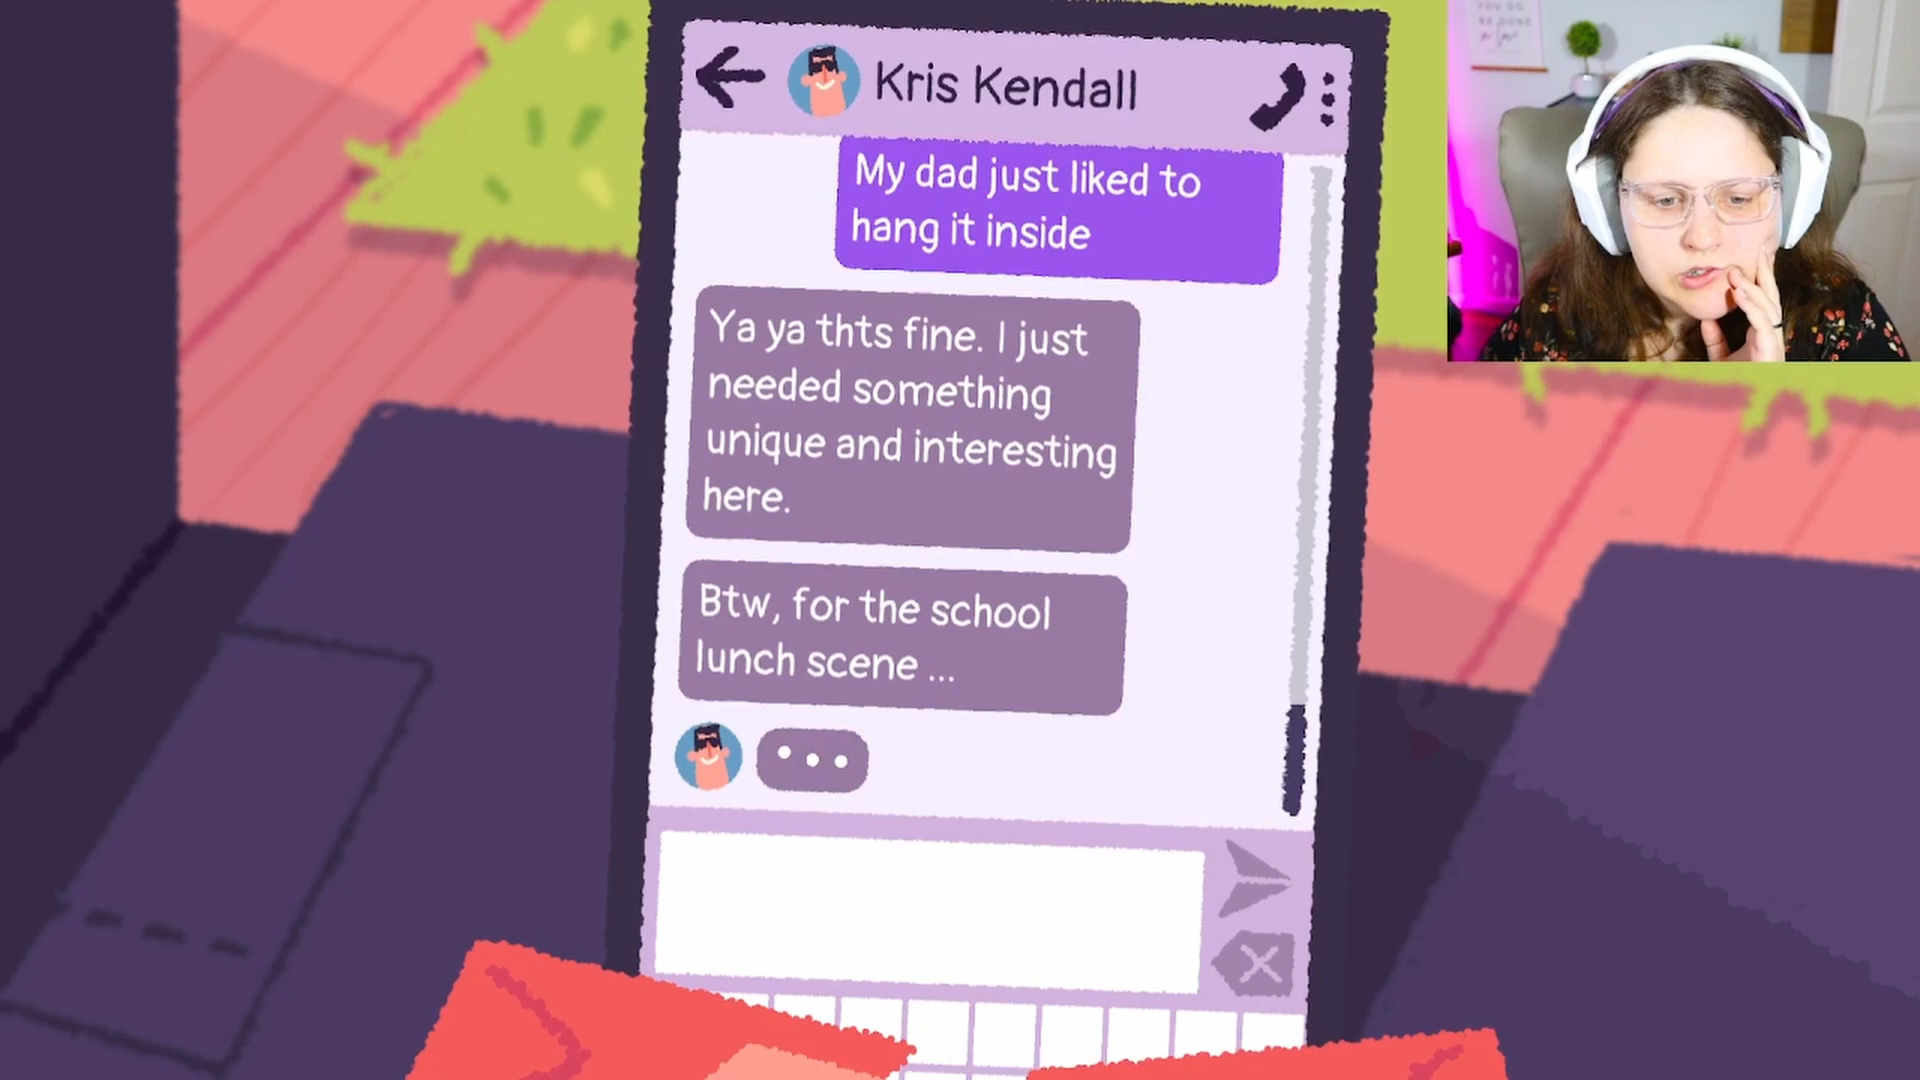 Kris Kendall
My dad just liked to
hang it inside
Ya ya thts fine. I just
needed something
unique and interesting
here.
Btw, for the school
lunch scene ...